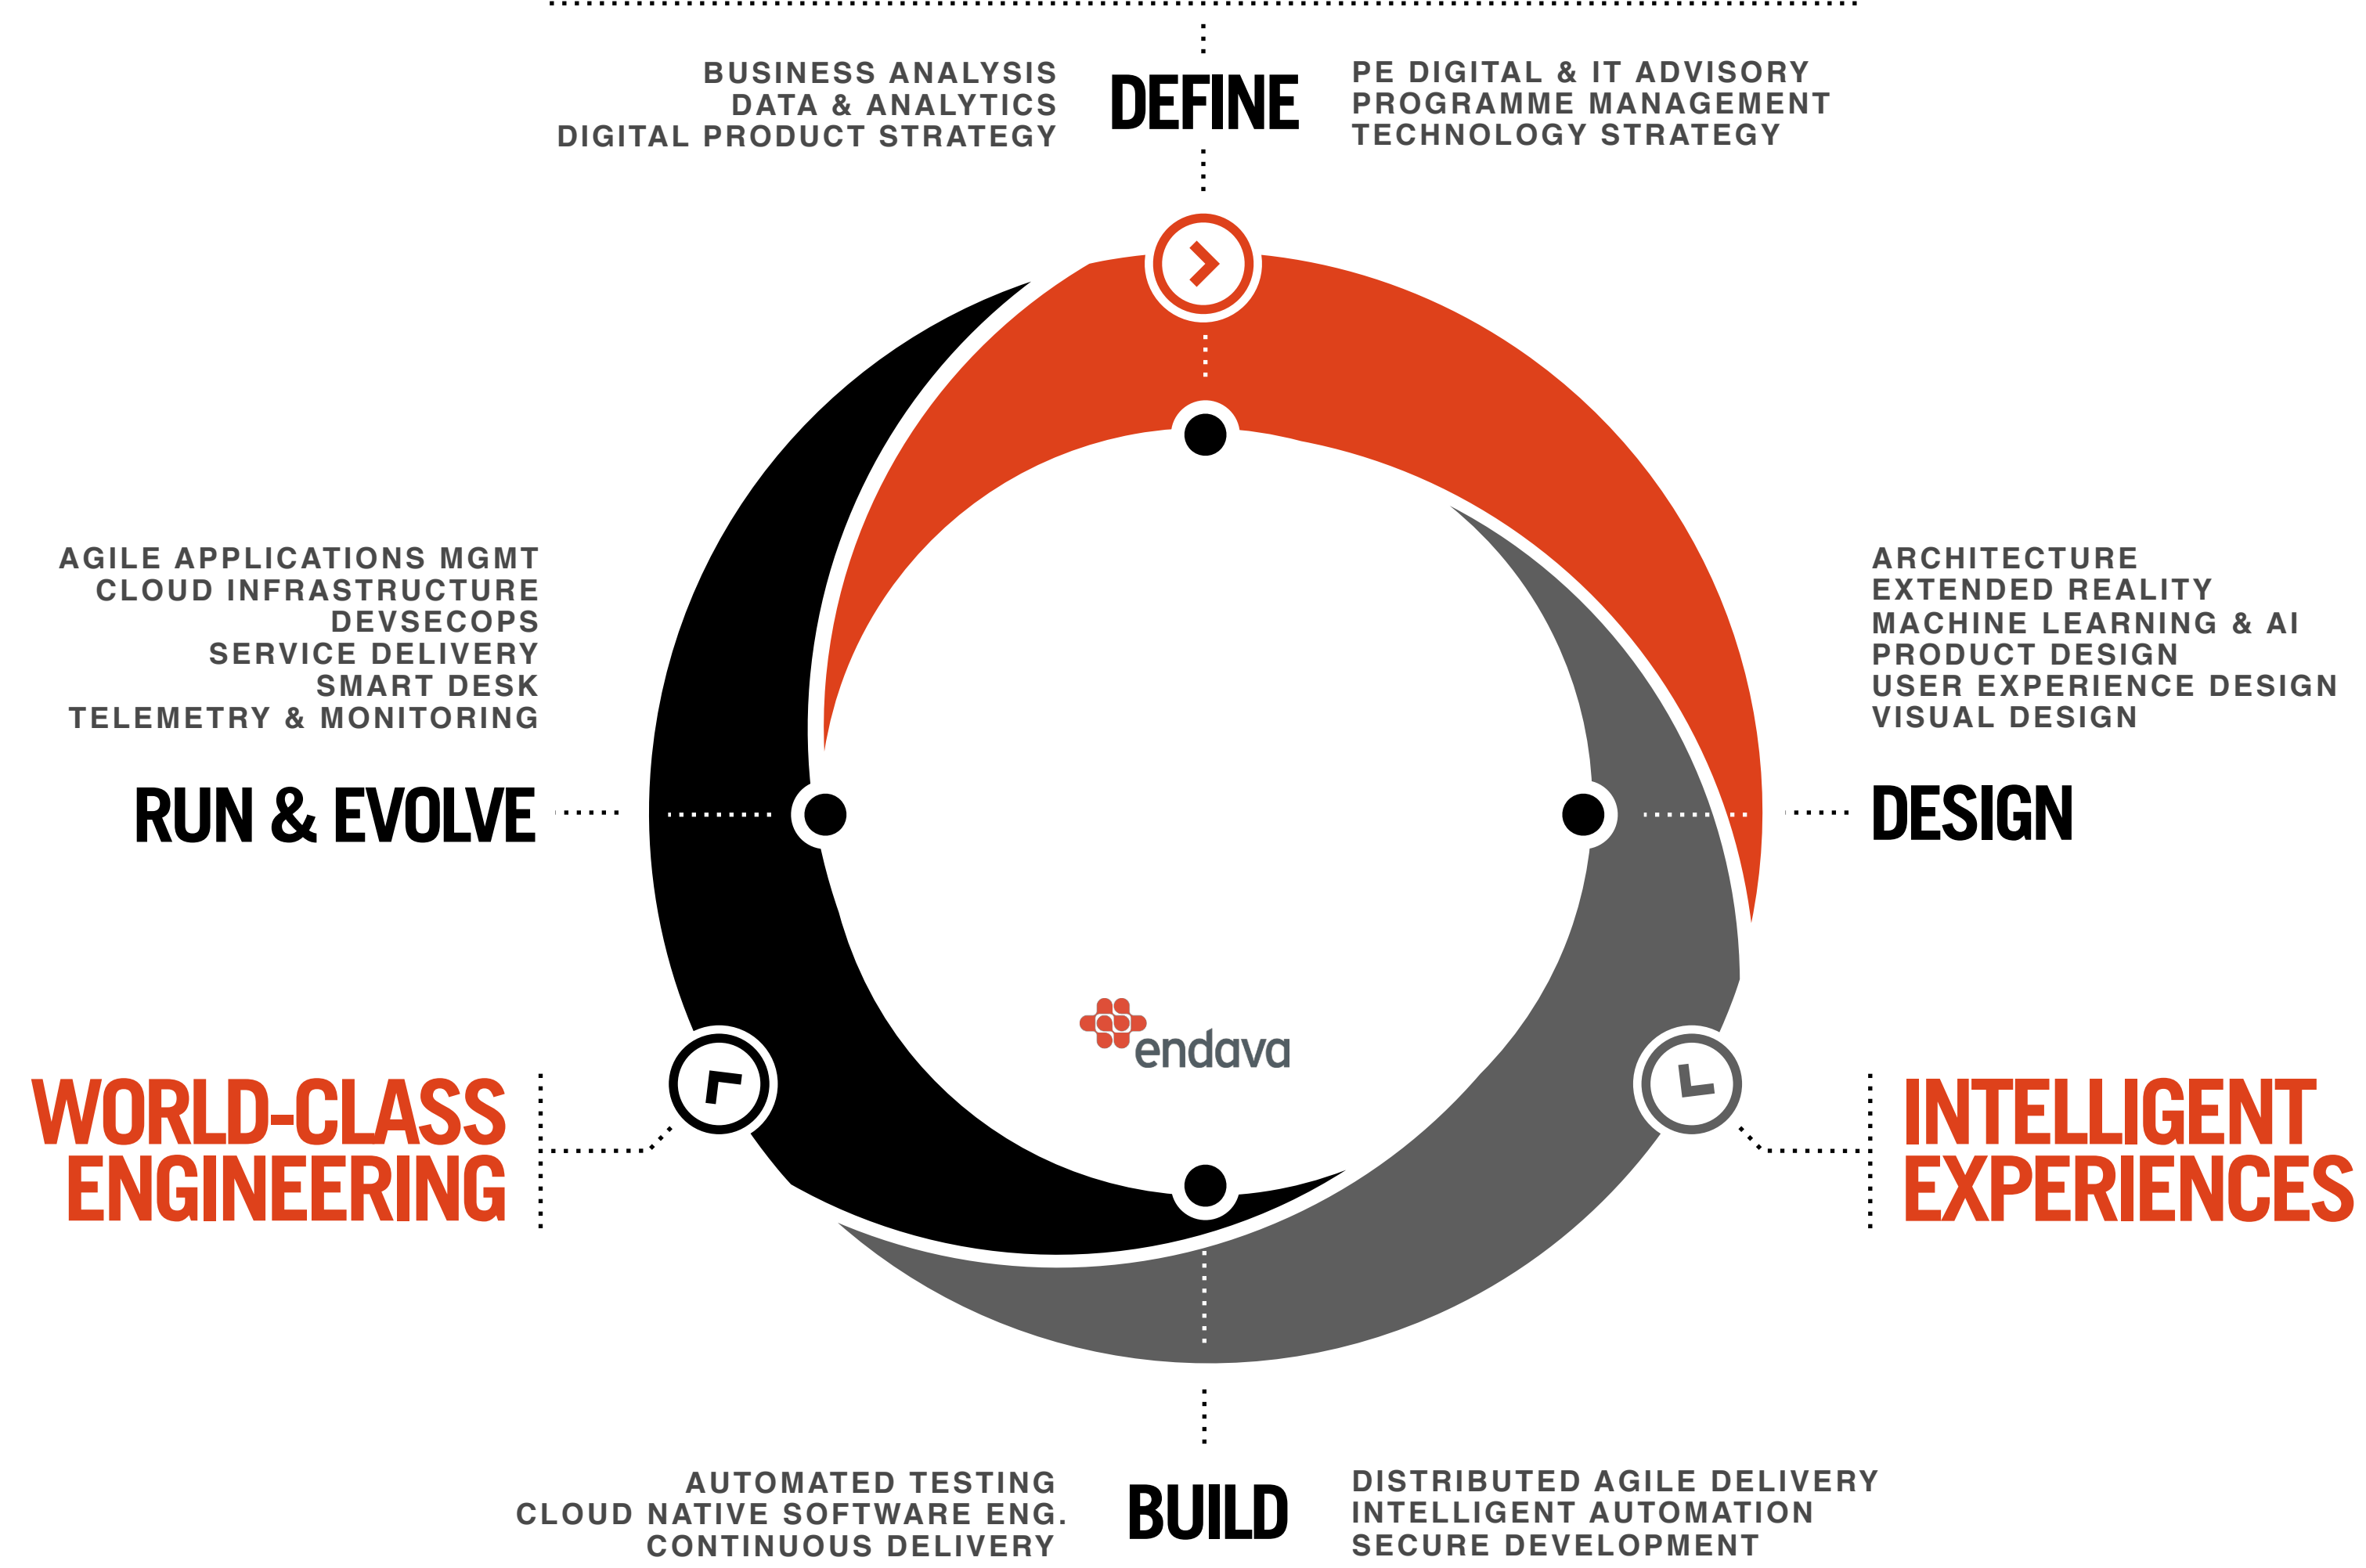 BUSINESS ANALYSIS
DATA & ANALYTICS
DIGITAL PRODUCT STRATEGY
DEFINE
PE DIGITAL & IT ADVISORY
PROGRAMME MANAGEMENT
TECHNOLOGY STRATEGY
AGILE APPLICATIONS MGMT
CLOUD INFRASTRUCTURE
DEVSECOPS
SERVICE DELIVERY
SMART DESK
TELEMETRY & MONITORING
RUN & EVOLVE
ARCHITECTURE
EXTENDED REALITY
MACHINE LEARNING & AI
PRODUCT DESIGN
USER EXPERIENCE DESIGN
VISUAL DESIGN
DESIGN
endava
WORLD-CLASS
ENGINEERING
INTELLIGENT
EXPERIENCES
AUTOMATED TESTING
CLOUD NATIVE SOFTWARE ENG.
CONTINUOUS DELIVERY
BUILD
DISTRIBUTED AGILE DELIVERY
INTELLIGENT AUTOMATION
SECURE DEVELOPMENT